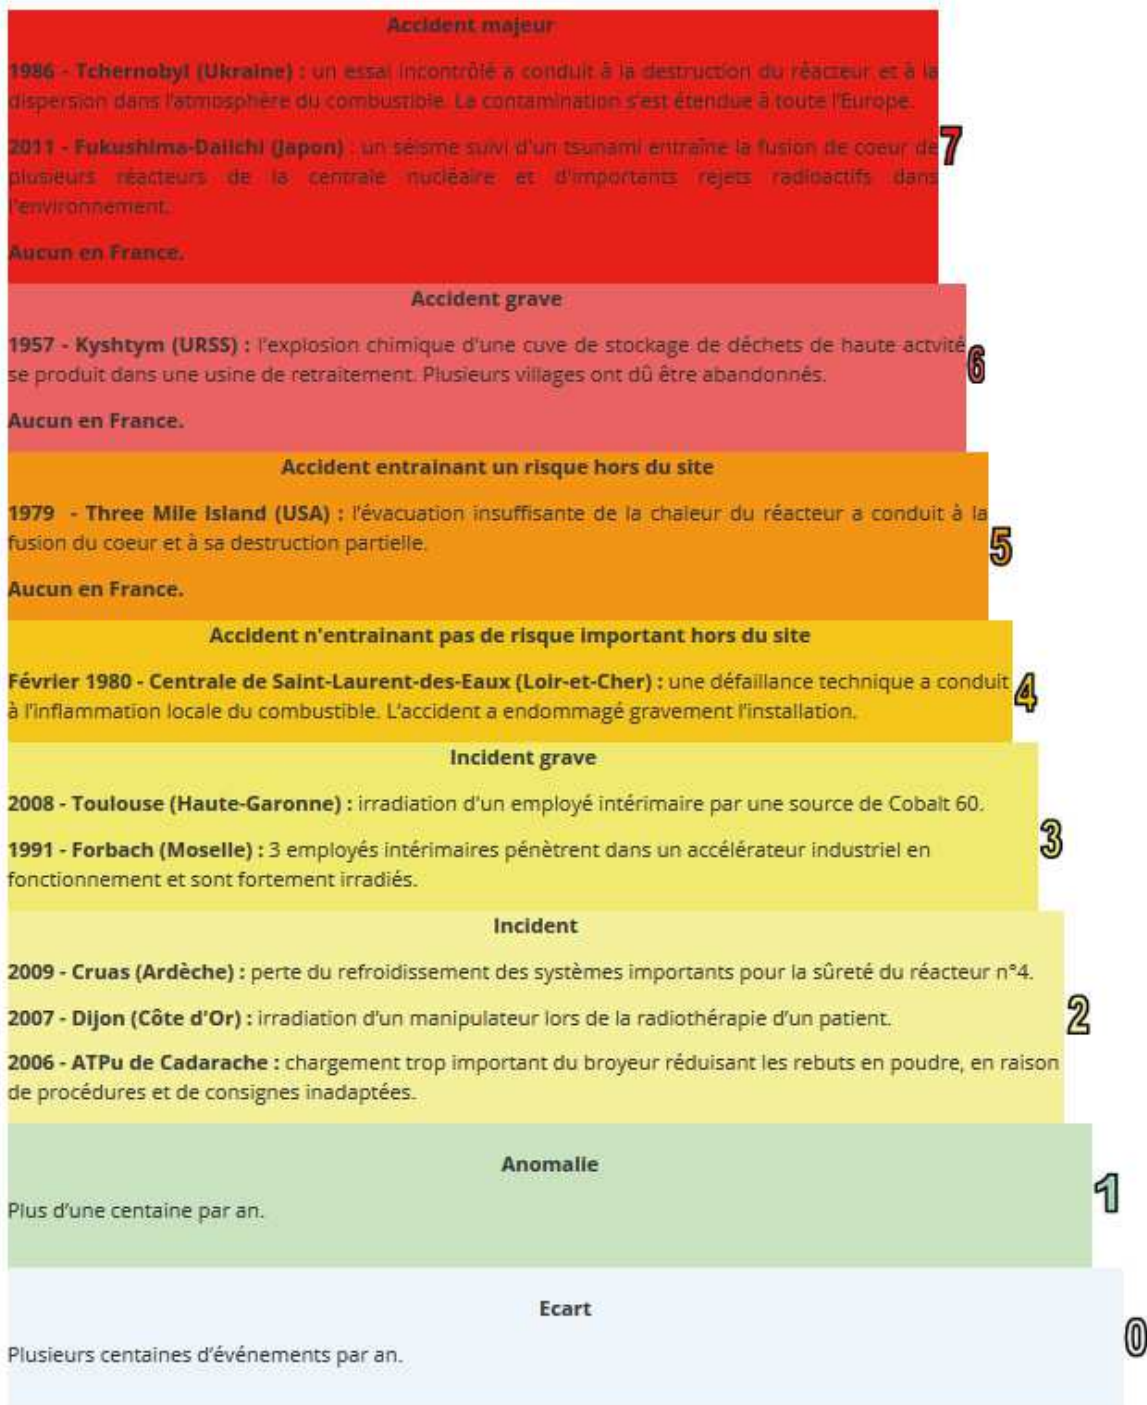 Accident majeur
1986 - Tchernobyl (Ukraine) : un essai incontrôlé a conduit à la destruction du réacteur et à la
dispersion dans l'atmosphère du combustible. La contamination s'est étendue à toute l'Europe.
2011 - Fukushima-Daiichi (Japon) : un séisme suivi d'un tsunami entraîne la fusion de coeur de
plusieurs réacteurs de la centrale nucléaire et d'importants rejets radioactifs dans
l'environnement.
Aucun en France.
7
Accident grave
1957 - Kyshtym (URSS) : l'explosion chimique d'une cuve de stockage de déchets de haute actvité
se produit dans une usine de retraitement. Plusieurs villages ont dû être abandonnés.
Aucun en France.
6
Accident entrainant un risque hors du site
1979 - Three Mile Island (USA) : l'évacuation insuffisante de la chaleur du réacteur a conduit à la
fusion du coeur et à sa destruction partielle.
Aucun en France.
5
Accident n'entrainant pas de risque important hors du site
Février 1980 - Centrale de Saint-Laurent-des-Eaux (Loir-et-Cher) : une défaillance technique a conduit
à l'inflammation locale du combustible. L'accident a endommagé gravement l'installation.
4
Incident grave
2008 - Toulouse (Haute-Garonne) : irradiation d'un employé intérimaire par une source de Cobalt 60.
1991 - Forbach (Moselle) : 3 employés intérimaires pénètrent dans un accélérateur industriel en
fonctionnement et sont fortement irradiés.
3
Incident
2009 - Cruas (Ardèche) : perte du refroidissement des systèmes importants pour la sûreté du réacteur n°4.
2007 - Dijon (Côte d'Or) : irradiation d'un manipulateur lors de la radiothérapie d'un patient.
2006 - ATPu de Cadarache : chargement trop important du broyeur réduisant les rebuts en poudre, en raison
de procédures et de consignes inadaptées.
2
Anomalie
Plus d'une centaine par an.
1
Ecart
Plusieurs centaines d'événements par an.
0